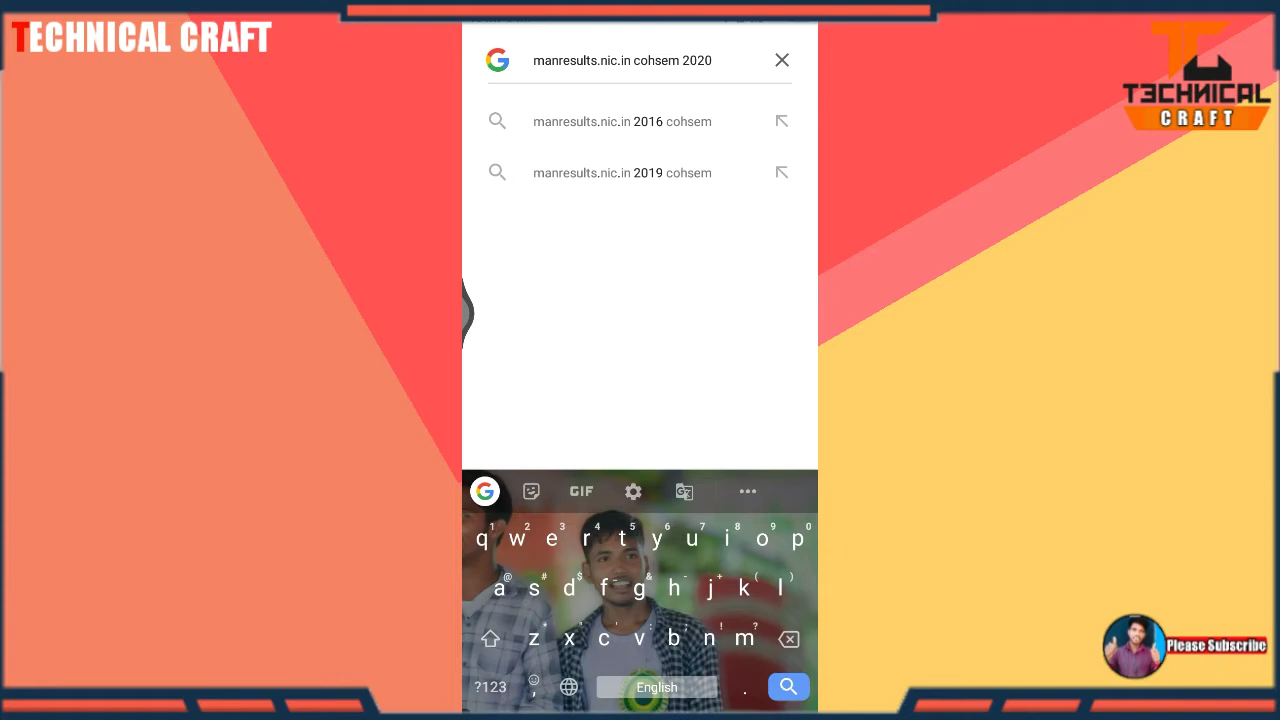 TECHNICAL CRAFT
TECHNICAL
CRAFT
manresults.nic.in cohsem 2020
manresults.nic.in 2016 cohsem
manresults.nic.in 2019 cohsem
GIF
1 2 3 4 5 6 7 8 9 0
q w e r t y u i o p
@ # $ _ & - + ( )
a s d f g h j k l
* " ' : ; ! ?
z x c v b n m
Please Subscribe
?123 , English .